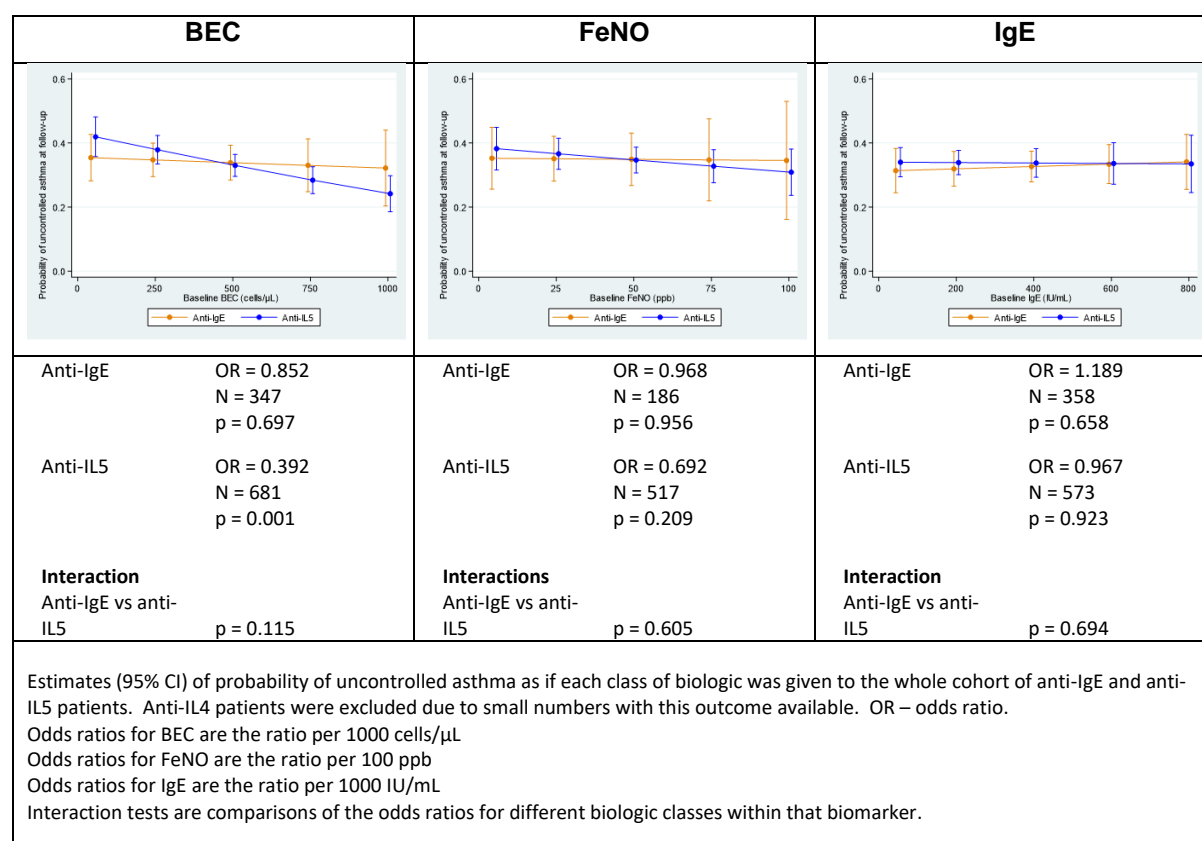 BEC
FeNO
IgE
Probability of uncontrolled asthma at follow-up
0.6
0.4
0.2
0.0
0 250 500 750 1000
Baseline BEC (cells/µL)
Anti-IgE Anti-IL5
Probability of uncontrolled asthma at follow-up
0.6
0.4
0.2
0.0
0 25 50 75 100
Baseline FeNO (ppb)
Anti-IgE Anti-IL5
Probability of uncontrolled asthma at follow-up
0.6
0.4
0.2
0.0
0 200 400 600 800
Baseline IgE (IU/mL)
Anti-IgE Anti-IL5
Anti-IgE OR = 0.852
N = 347
p = 0.697
Anti-IL5 OR = 0.392
N = 681
p = 0.001
Interaction
Anti-IgE vs anti-
IL5 p = 0.115
Anti-IgE OR = 0.968
N = 186
p = 0.956
Anti-IL5 OR = 0.692
N = 517
p = 0.209
Interactions
Anti-IgE vs anti-
IL5 p = 0.605
Anti-IgE OR = 1.189
N = 358
p = 0.658
Anti-IL5 OR = 0.967
N = 573
p = 0.923
Interaction
Anti-IgE vs anti-
IL5 p = 0.694
Estimates (95% CI) of probability of uncontrolled asthma as if each class of biologic was given to the whole cohort of anti-IgE and anti-
IL5 patients. Anti-IL4 patients were excluded due to small numbers with this outcome available. OR – odds ratio.
Odds ratios for BEC are the ratio per 1000 cells/µL
Odds ratios for FeNO are the ratio per 100 ppb
Odds ratios for IgE are the ratio per 1000 IU/mL
Interaction tests are comparisons of the odds ratios for different biologic classes within that biomarker.